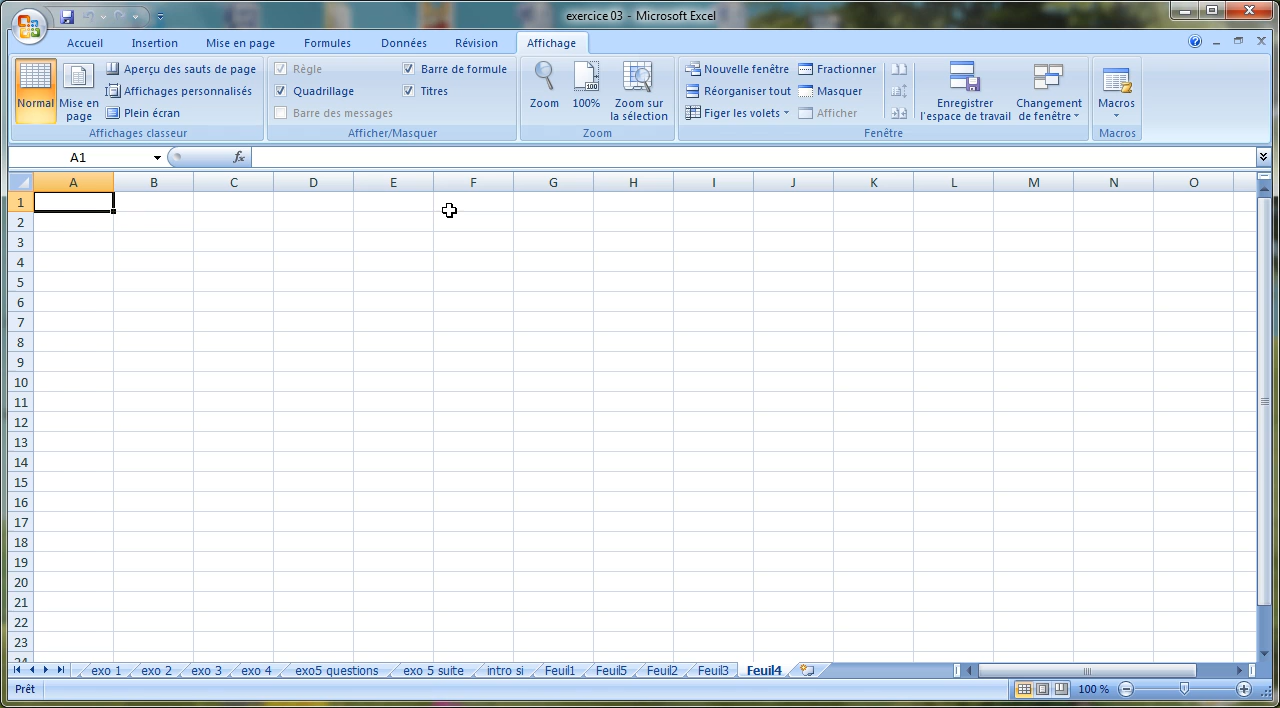 exercice 03 - Microsoft Excel
Accueil Insertion Mise en page Formules Données Révision Affichage
Normal
Mise en page
Aperçu des sauts de page
Affichages personnalisés
Plein écran
Affichages classeur
Règle
Quadrillage
Barre des messages
Barre de formule
Titres
Afficher/Masquer
Zoom
100%
Zoom sur
la sélection
Zoom
Nouvelle fenêtre
Réorganiser tout
Figer les volets
Fractionner
Masquer
Afficher
Enregistrer
l'espace de travail
Changement
de fenêtre
Fenêtre
Macros
Macros
A1 fx
A B C D E F G H I J K L M N O
1
2
3
4
5
6
7
8
9
10
11
12
13
14
15
16
17
18
19
20
21
22
23
24
exo 1 exo 2 exo 3 exo 4 exo5 questions exo 5 suite intro si Feuil1 Feuil5 Feuil2 Feuil3 Feuil4
Prêt 100 %